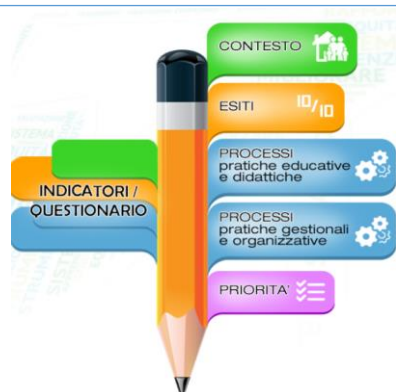 CONTESTO
ESITI
10/10
PROCESSI
pratiche educative
e didattiche
INDICATORI /
QUESTIONARIO
PROCESSI
pratiche gestionali
e organizzative
PRIORITA'